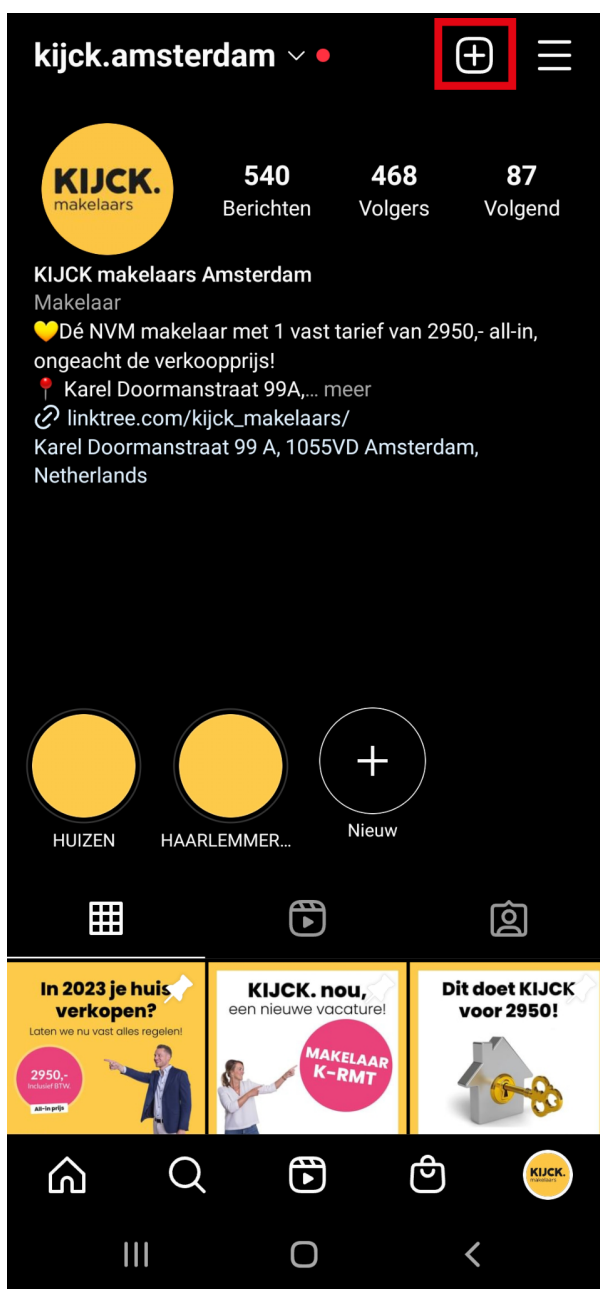 kijck.amsterdam
KIJCK.
makelaars
540
468
87
Berichten
Volgers
Volgend
KIJCK makelaars Amsterdam
Makelaar
💛Dé NVM makelaar met 1 vast tarief van 2950,- all-in,
ongeacht de verkoopprijs!
📍 Karel Doormanstraat 99A,... meer
linktree.com/kijck_makelaars/
Karel Doormanstraat 99 A, 1055VD Amsterdam,
Netherlands
HUIZEN
HAARLEMMER...
Nieuw
In 2023 je huis
verkopen?
Laten we nu vast alles regelen!
2950,-
Inclusief BTW.
All-in prijs
KIJCK. nou,
een nieuwe vacature!
MAKELAAR
K-RMT
Dit doet KIJCK
voor 2950!
KIJCK.
makelaars